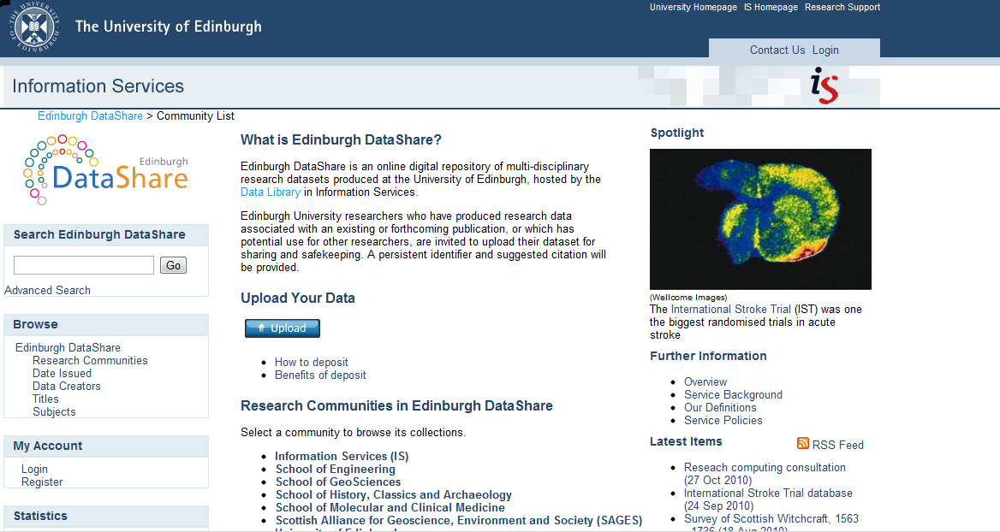 THE UNIVERSITY OF EDINBURGH
The University of Edinburgh
University Homepage IS Homepage Research Support
Contact Us Login
Information Services
is
Edinburgh DataShare > Community List
Edinburgh
DataShare
Search Edinburgh DataShare
Go
Advanced Search
Browse
Edinburgh DataShare
Research Communities
Date Issued
Data Creators
Titles
Subjects
My Account
Login
Register
Statistics
What is Edinburgh DataShare?
Edinburgh DataShare is an online digital repository of multi-disciplinary
research datasets produced at the University of Edinburgh, hosted by the
Data Library in Information Services.
Edinburgh University researchers who have produced research data
associated with an existing or forthcoming publication, or which has
potential use for other researchers, are invited to upload their dataset for
sharing and safekeeping. A persistent identifier and suggested citation will
be provided.
Upload Your Data
Upload
How to deposit
Benefits of deposit
Research Communities in Edinburgh DataShare
Select a community to browse its collections.
Information Services (IS)
School of Engineering
School of GeoSciences
School of History, Classics and Archaeology
School of Molecular and Clinical Medicine
Scottish Alliance for Geoscience, Environment and Society (SAGES)
Spotlight
(Wellcome Images)
The International Stroke Trial (IST) was one
the biggest randomised trials in acute
stroke
Further Information
Overview
Service Background
Our Definitions
Service Policies
Latest Items
RSS Feed
Reseach computing consultation
(27 Oct 2010)
International Stroke Trial database
(24 Sep 2010)
Survey of Scottish Witchcraft, 1563
- 1736 (18 Aug 2010)